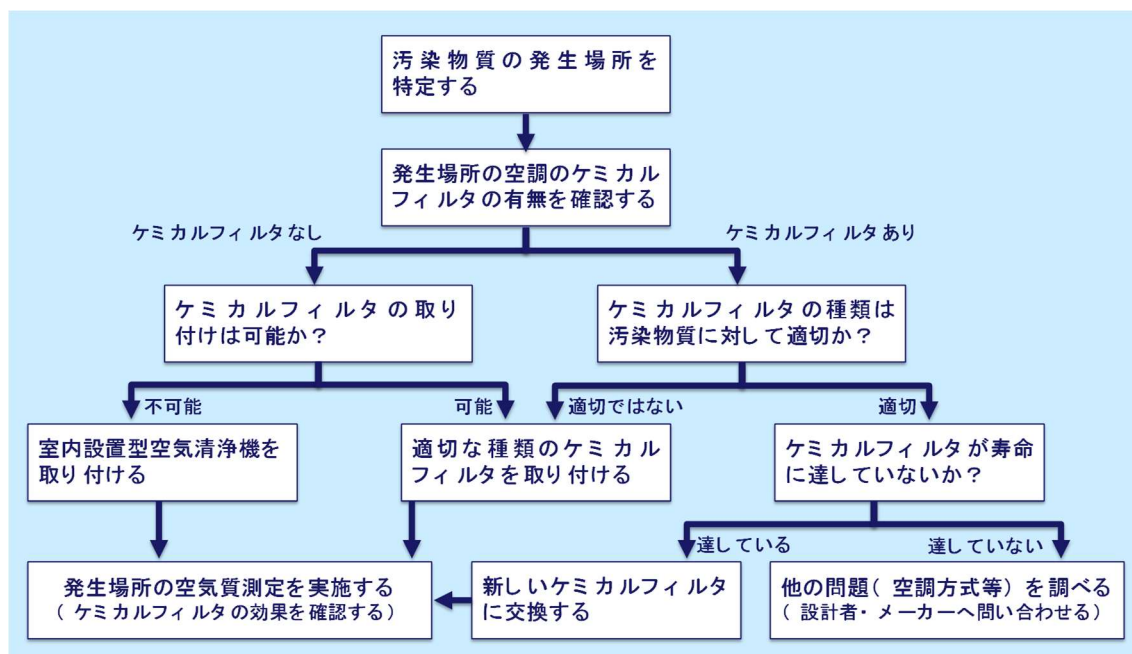 汚染物質の発生場所を
特定する
発生場所の空調のケミカル
フィルタの有無を確認する
ケミカルフィルタなし
ケミカルフィルタあり
ケミカルフィルタの取り
付けは可能か？
ケミカルフィルタの種類は
汚染物質に対して適切か？
不可能
可能
適切ではない
適切
室内設置型空気清浄機を
取り付ける
適切な種類のケミカル
フィルタを取り付ける
ケミカルフィルタが寿命
に達していないか？
達している
達していない
発生場所の空気質測定を実施する
（ケミカルフィルタの効果を確認する）
新しいケミカルフィルタ
に交換する
他の問題（空調方式等）を調べる
（設計者・メーカーへ問い合わせる）